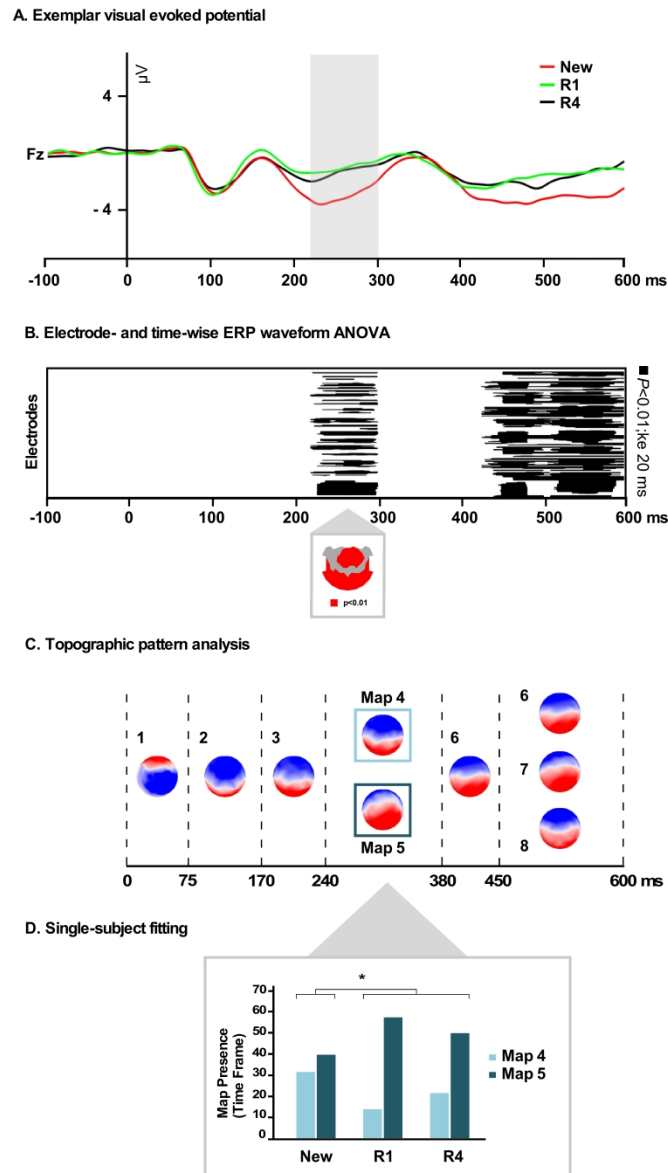 A. Exemplar visual evoked potential
µV
New
R1
R4
4
Fz
- 4
-100 0 100 200 300 400 500 600 ms
B. Electrode- and time-wise ERP waveform ANOVA
Electrodes
P<0.01;ke 20 ms
-100 0 100 200 300 400 500 600 ms
p<0.01
C. Topographic pattern analysis
Map 4
6
1 2 3 6
7
Map 5
8
0 75 170 240 380 450 600 ms
D. Single-subject fitting
*
Map Presence
(Time Frame)
70
60
50
40
30
20
10
0
Map 4
Map 5
New R1 R4